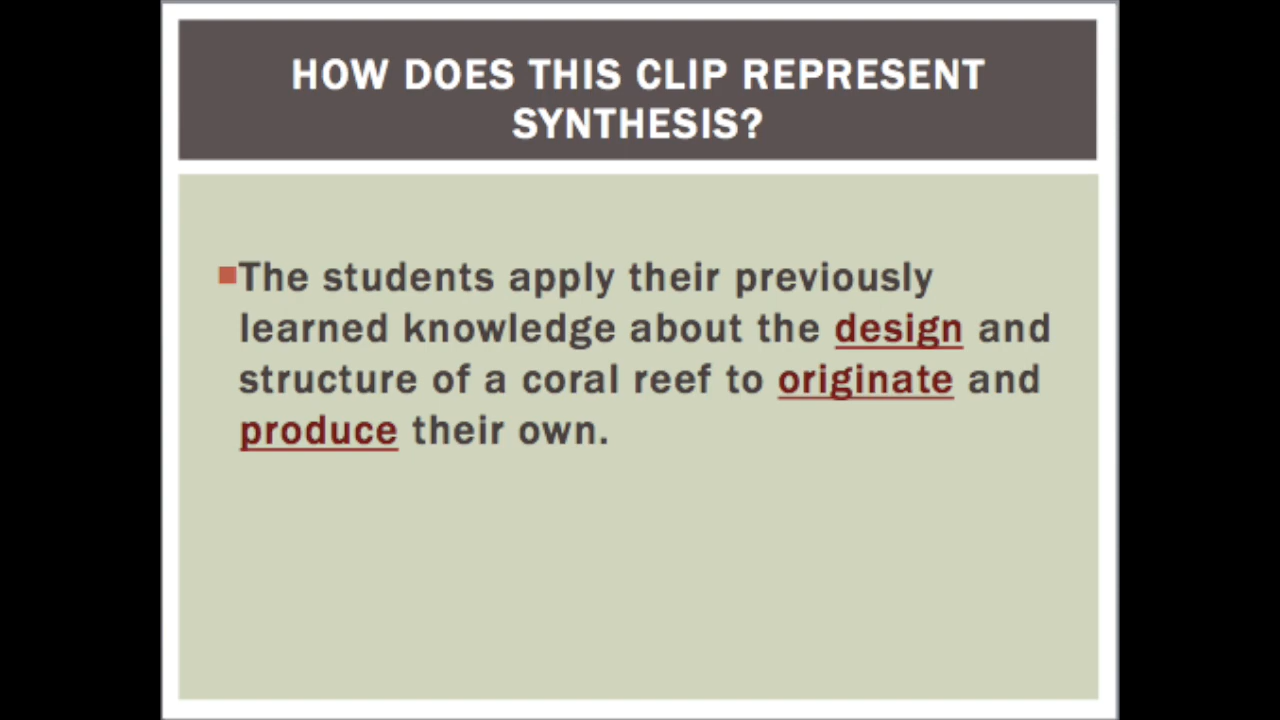 HOW DOES THIS CLIP REPRESENT
SYNTHESIS?
The students apply their previously
learned knowledge about the design and
structure of a coral reef to originate and
produce their own.